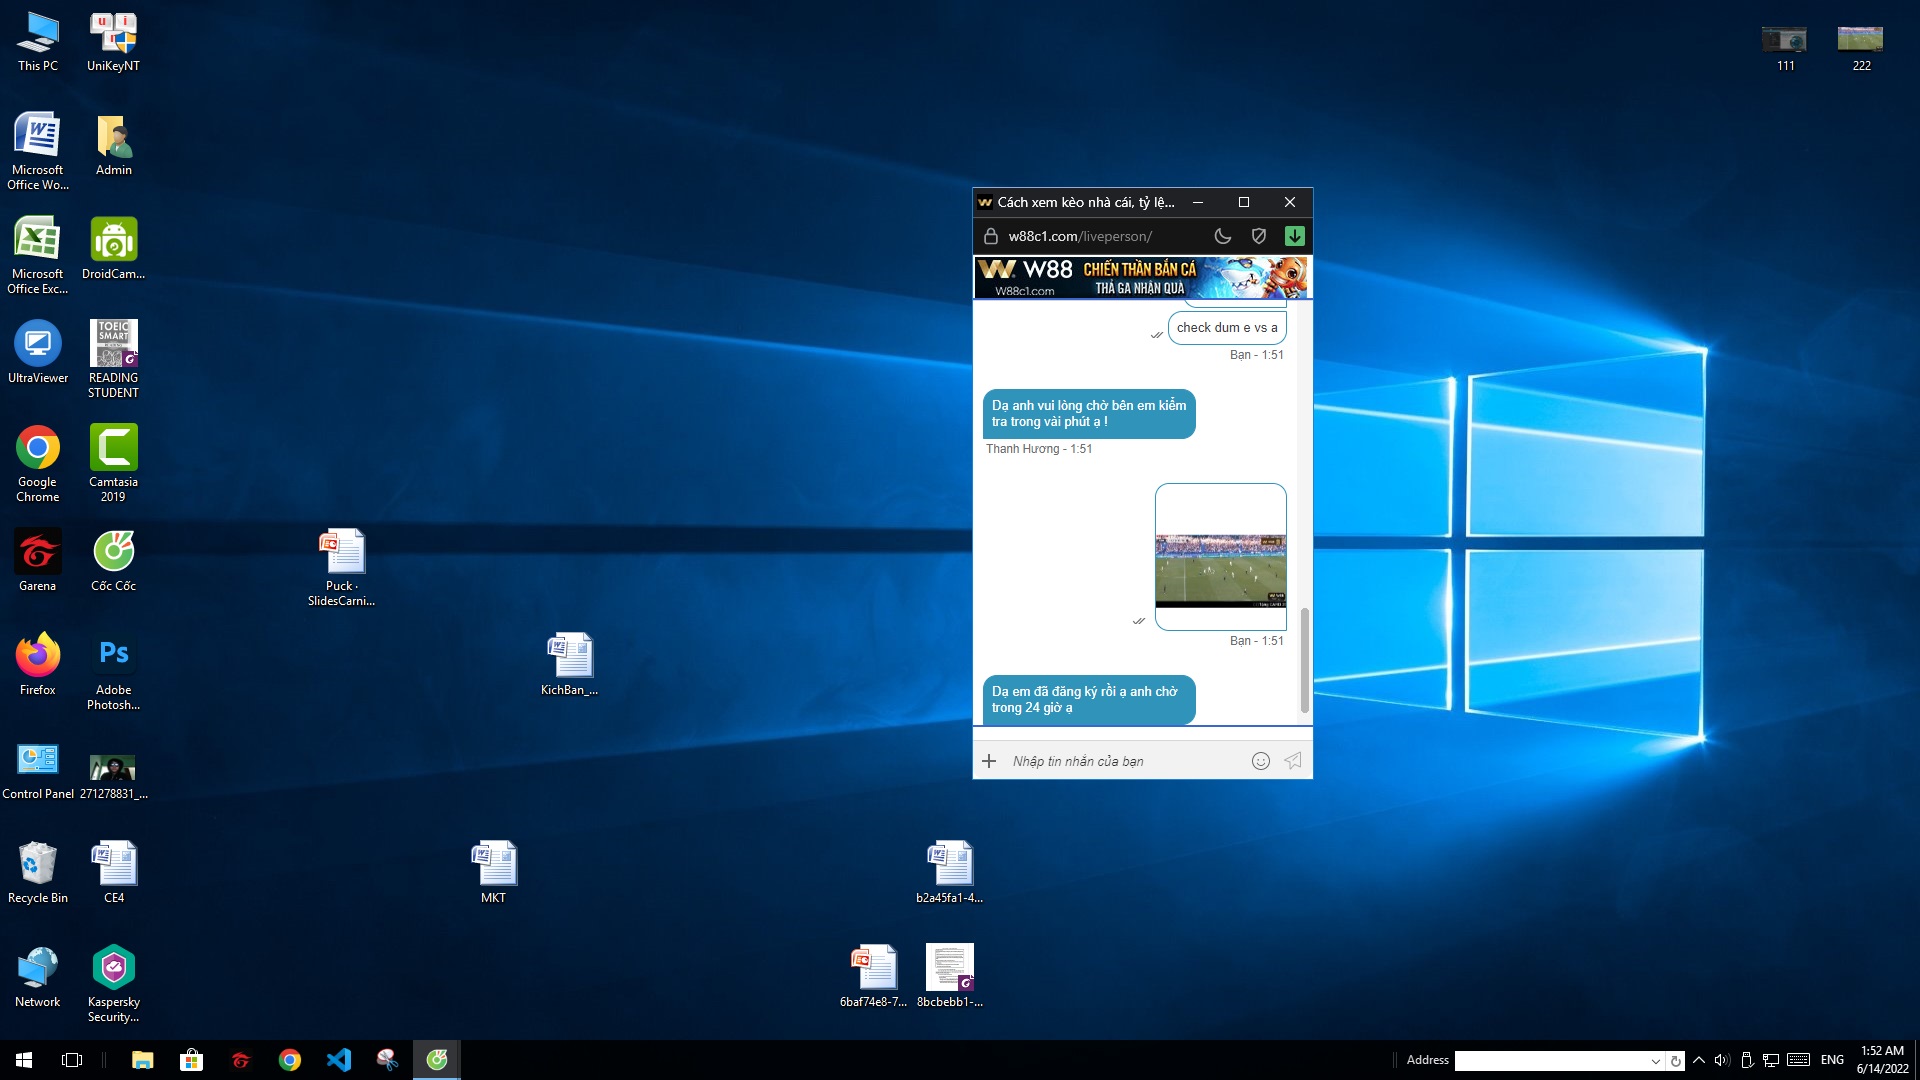 This PC
UniKeyNT
111
222
Microsoft
Office Wo...
Admin
Microsoft
Office Exc...
DroidCam...
UltraViewer
TOEIC
SMART
READING
STUDENT
Google
Chrome
Camtasia
2019
Garena
Cốc Cốc
Puck ·
SlidesCarni...
Firefox
Ps
Adobe
Photosh...
KichBan_...
Control Panel
271278831_...
Recycle Bin
CE4
MKT
b2a45fa1-4...
Network
Kaspersky
Security...
6baf74e8-7...
8bcbebb1-...
Cách xem kèo nhà cái, tỷ lệ...
w88c1.com/liveperson/
W88
W88c1.com
CHIẾN THẦN BẮN CÁ
THẢ GA NHẬN QUÀ
check dum e vs a
Bạn - 1:51
Dạ anh vui lòng chờ bên em kiểm
tra trong vài phút ạ !
Thanh Hương - 1:51
Bạn - 1:51
Dạ em đã đăng ký rồi ạ anh chờ
trong 24 giờ ạ
Nhập tin nhắn của bạn
Address
ENG
1:52 AM
6/14/2022